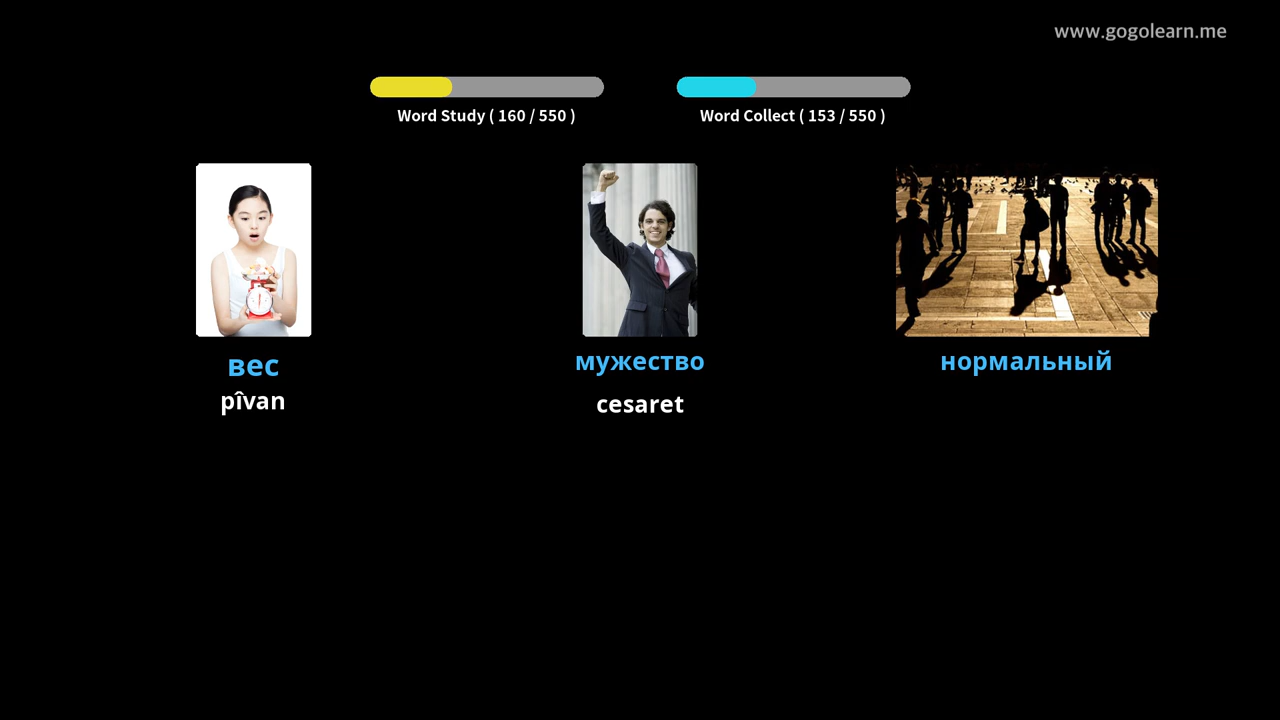 www.gogolearn.me
Word Study ( 160 / 550 )
Word Collect ( 153 / 550 )
вес
мужество
нормальный
pîvan
cesaret